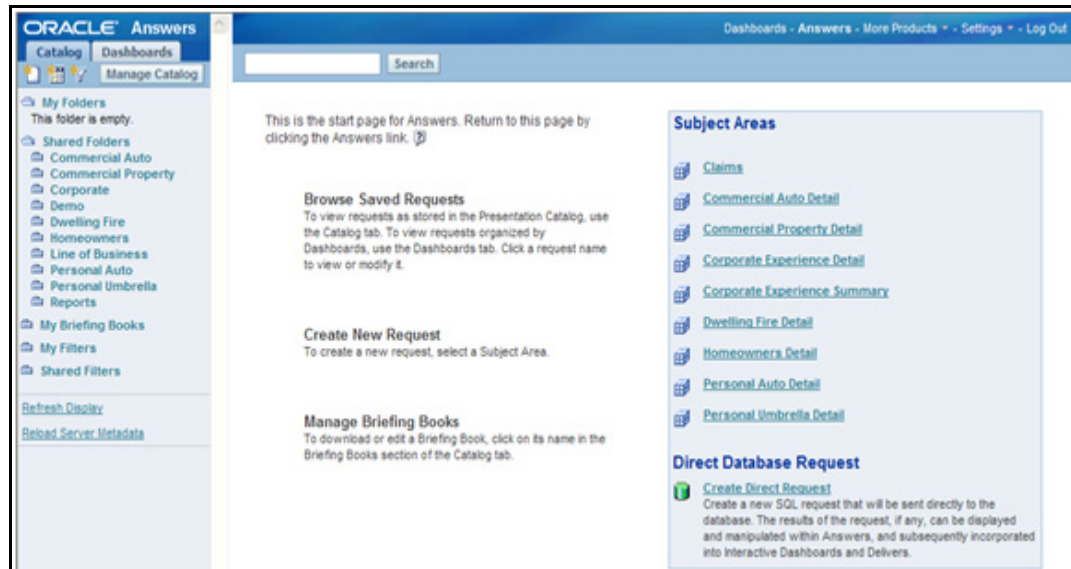 ORACLE Answers
Dashboards - Answers - More Products - Settings - Log Out
Catalog Dashboards
Manage Catalog
Search
My Folders
This folder is empty.
Shared Folders
Commercial Auto
Commercial Property
Corporate
Demo
Dwelling Fire
Homeowners
Line of Business
Personal Auto
Personal Umbrella
Reports
My Briefing Books
My Filters
Shared Filters
Refresh Display
Reload Server Metadata
This is the start page for Answers. Return to this page by
clicking the Answers link.
Browse Saved Requests
To view requests as stored in the Presentation Catalog, use
the Catalog tab. To view requests organized by
Dashboards, use the Dashboards tab. Click a request name
to view or modify it.
Create New Request
To create a new request, select a Subject Area.
Manage Briefing Books
To download or edit a Briefing Book, click on its name in the
Briefing Books section of the Catalog tab.
Subject Areas
Claims
Commercial Auto Detail
Commercial Property Detail
Corporate Experience Detail
Corporate Experience Summary
Dwelling Fire Detail
Homeowners Detail
Personal Auto Detail
Personal Umbrella Detail
Direct Database Request
Create Direct Request
Create a new SQL request that will be sent directly to the
database. The results of the request, if any, can be displayed
and manipulated within Answers, and subsequently incorporated
into Interactive Dashboards and Delivers.